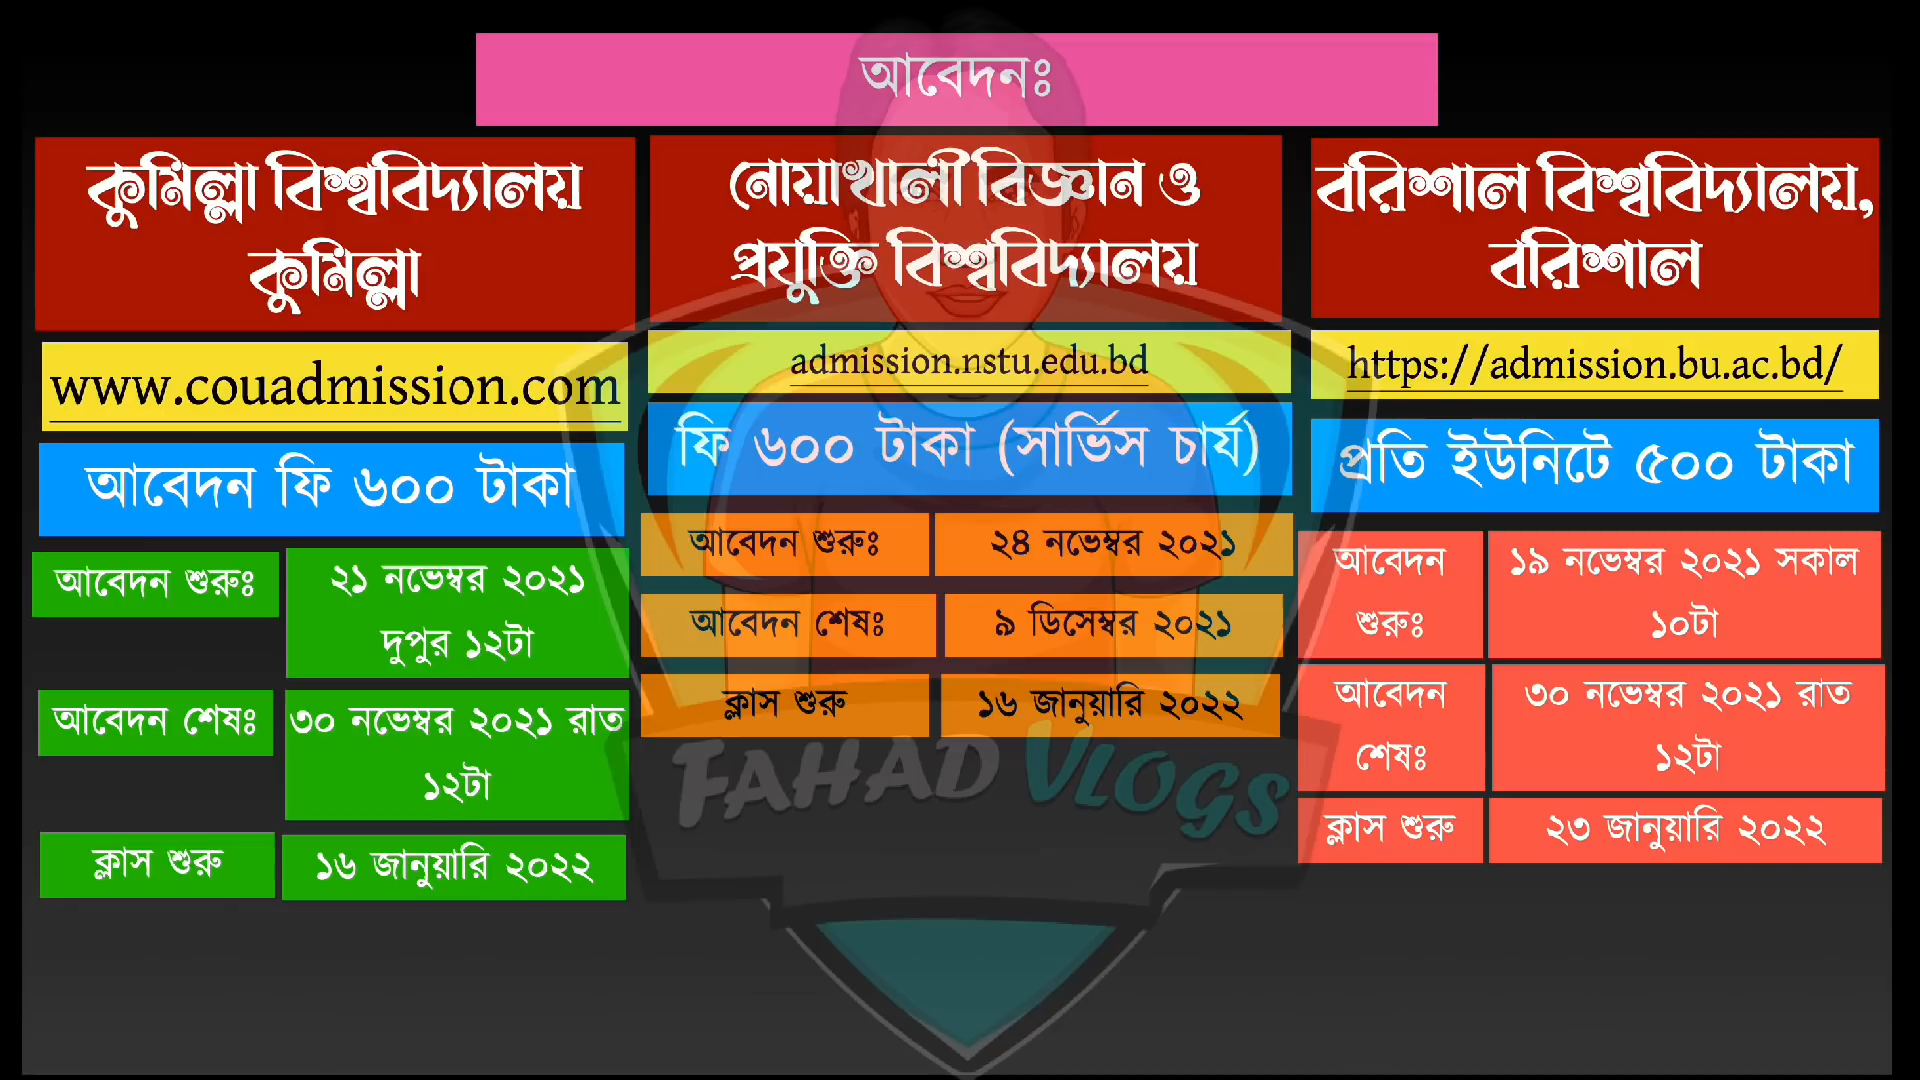 আবেদনঃ
কুমিল্লা বিশ্ববিদ্যালয়
কুমিল্লা
www.couadmission.com
আবেদন ফি ৬০০ টাকা
আবেদন শুরুঃ
২১ নভেম্বর ২০২১
দুপুর ১২টা
আবেদন শেষঃ
৩০ নভেম্বর ২০২১ রাত
১২টা
ক্লাস শুরু
১৬ জানুয়ারি ২০২২
নোয়াখালী বিজ্ঞান ও
প্রযুক্তি বিশ্ববিদ্যালয়
admission.nstu.edu.bd
ফি ৬০০ টাকা (সার্ভিস চার্য)
আবেদন শুরুঃ
২৪ নভেম্বর ২০২১
আবেদন শেষঃ
৯ ডিসেম্বর ২০২১
ক্লাস শুরু
১৬ জানুয়ারি ২০২২
বরিশাল বিশ্ববিদ্যালয়,
বরিশাল
https://admission.bu.ac.bd/
প্রতি ইউনিটে ৫০০ টাকা
আবেদন
শুরুঃ
১৯ নভেম্বর ২০২১ সকাল
১০টা
আবেদন
শেষঃ
৩০ নভেম্বর ২০২১ রাত
১২টা
ক্লাস শুরু
২৩ জানুয়ারি ২০২২
FAHAD VLOGS